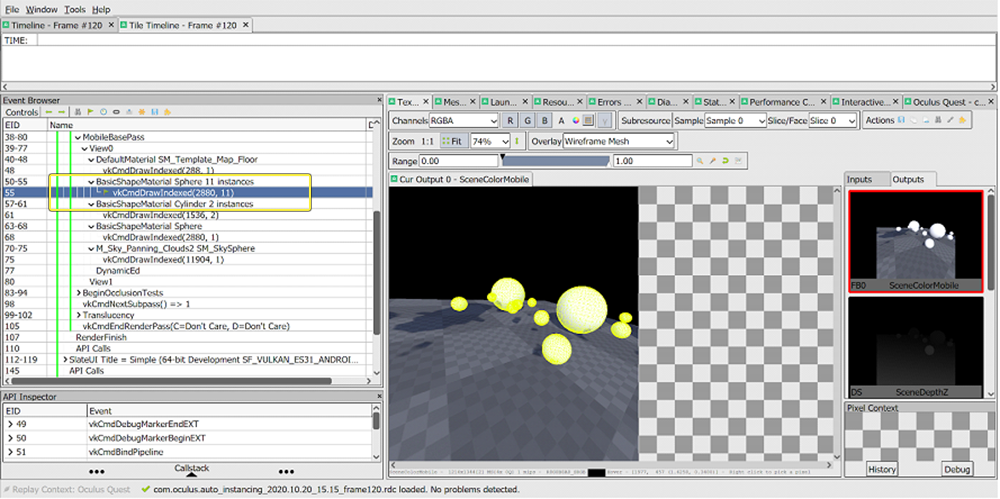 File Window Tools Help
Timeline - Frame #120 × Tile Timeline - Frame #120 ×
TIME:
Event Browser ×
Controls
EID Name
38-80 MobileBasePass
39-77 View0
40-48 DefaultMaterial SM_Template_Map_Floor
48 vkCmdDrawIndexed(288, 1)
50-55 BasicShapeMaterial Sphere 11 instances
55 vkCmdDrawIndexed(2880, 11)
57-61 BasicShapeMaterial Cylinder 2 instances
61 vkCmdDrawIndexed(1536, 2)
63-68 BasicShapeMaterial Sphere
68 vkCmdDrawIndexed(2880, 1)
70-75 M_Sky_Panning_Clouds2 SM_SkySphere
75 vkCmdDrawIndexed(11904, 1)
77 DynamicEd
80 View1
83-94 BeginOcclusionTests
98 vkCmdNextSubpass() => 1
99-102 Translucency
105 vkCmdEndRenderPass(C=Don't Care, D=Don't Care)
107 RenderFinish
110 API Calls
112-119 SlateUI Title = Simple (64-bit Development SF_VULKAN_ES31_ANDROI...
145 API Calls
API Inspector ×
EID Event
49 vkCmdDebugMarkerEndEXT
50 vkCmdDebugMarkerBeginEXT
51 vkCmdBindPipeline
Callstack
Tex... × Mes... × Laun... × Resou... × Errors ... × Dia... × Stat... × Performance C... × Interactive... × Oculus Quest - c... ×
Channels RGBA R G B A γ Subresource Sample Sample 0 Slice/Face Slice 0 Actions
Zoom 1:1 Fit 74% Overlay Wireframe Mesh
Range 0.00 1.00
Cur Output 0 - SceneColorMobile
Inputs Outputs
FB0 SceneColorMobile
DS SceneDepthZ
Pixel Context
History Debug
Replay Context: Oculus Quest com.oculus.auto_instancing_2020.10.20_15.15_frame120.rdc loaded. No problems detected.